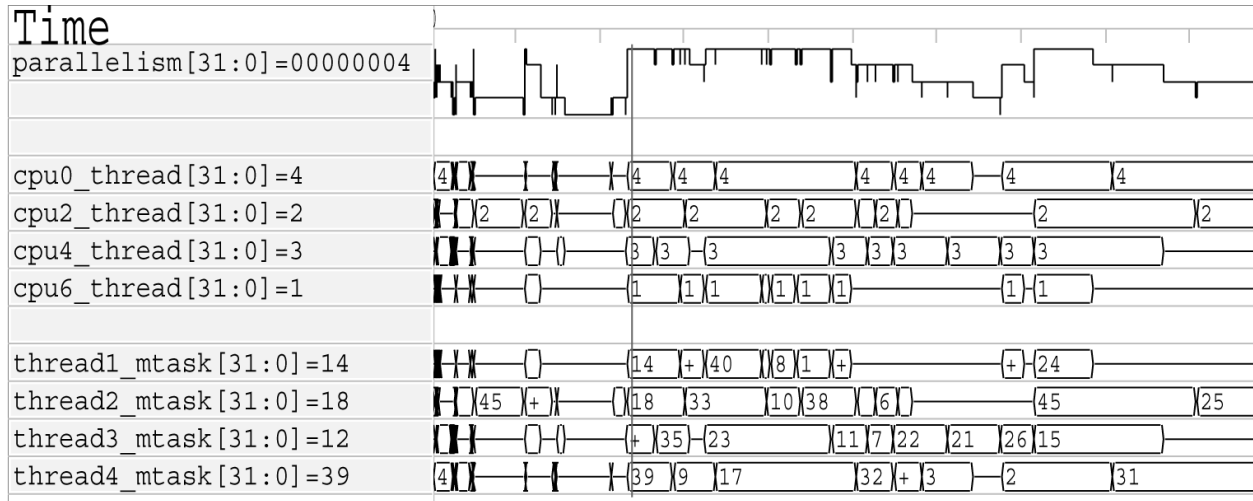 Time
parallelism[31:0]=00000004
cpu0_thread[31:0]=4 4 4 4 4 4 4 4 4 4
cpu2_thread[31:0]=2 2 2 2 2 2 2 2 2 2
cpu4_thread[31:0]=3 3 3 3 3 3 3 3 3 3
cpu6_thread[31:0]=1 1 1 1 1 1 1 1 1
thread1_mtask[31:0]=14 14 + 40 8 1 + + 24
thread2_mtask[31:0]=18 45 + 18 33 10 38 6 45 25
thread3_mtask[31:0]=12 + 35 23 11 7 22 21 26 15
thread4_mtask[31:0]=39 4 39 9 17 32 + 3 2 31